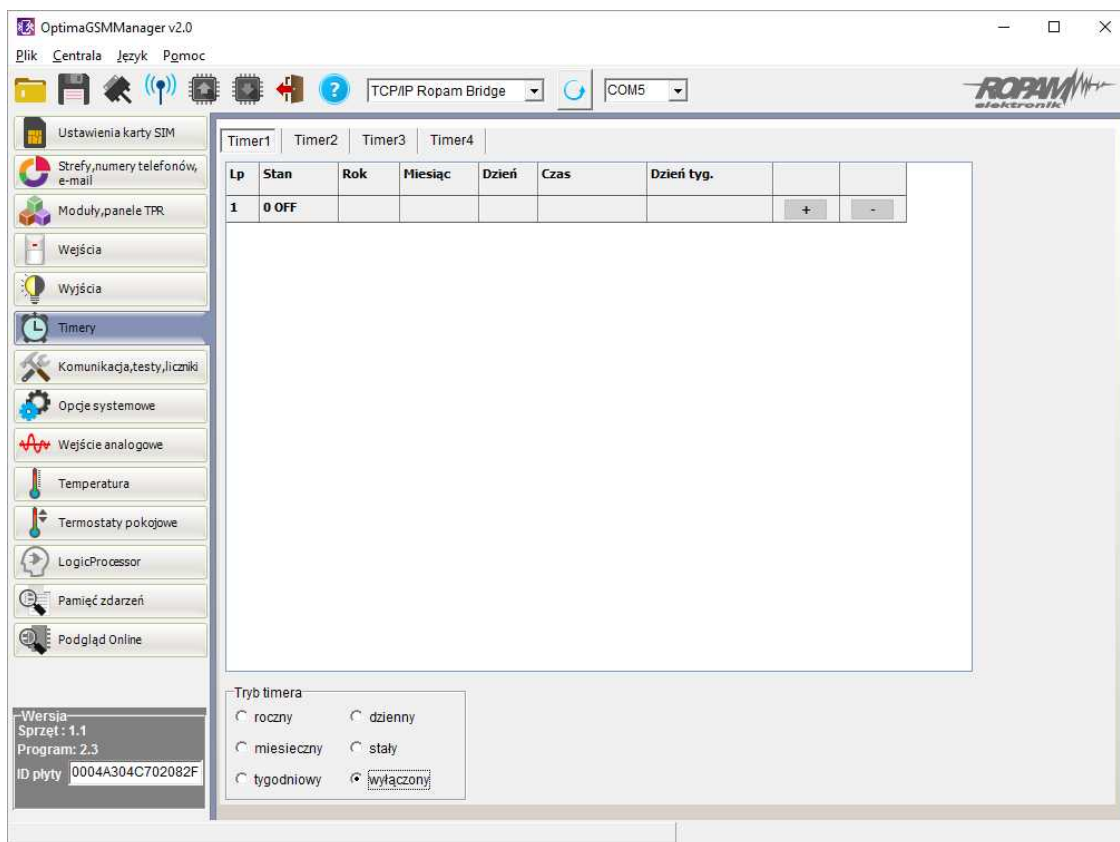 OptimaGSMManager v2.0
Plik Centrala Język Pomoc
TCP/IP Ropam Bridge COM5
ROPAM
elektronik
Ustawienia karty SIM
Strefy,numery telefonów,
e-mail
Moduły,panele TPR
Wejścia
Wyjścia
Timery
Komunikacja,testy,liczniki
Opcje systemowe
Wejście analogowe
Temperatura
Termostaty pokojowe
LogicProcessor
Pamięć zdarzeń
Podgląd Online
Wersja
Sprzęt : 1.1
Program: 2.3
ID płyty 0004A304C702082F
Timer1 Timer2 Timer3 Timer4
Lp Stan Rok Miesiąc Dzień Czas Dzień tyg.
1 0 OFF + -
Tryb timera
roczny dzienny
miesieczny stały
tygodniowy wyłączony